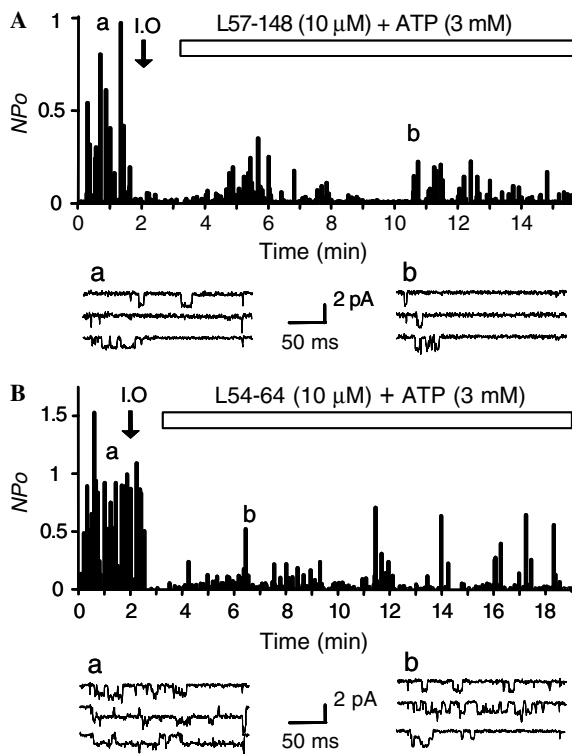 A
a
I.O
L57-148 (10 μM) + ATP (3 mM)
NPo
1
0.5
0
b
0 2 4 6 8 10 12 14
Time (min)
a
b
2 pA
50 ms
B
I.O
L54-64 (10 μM) + ATP (3 mM)
NPo
1.5
1
0.5
0
a
b
0 2 4 6 8 10 12 14 16 18
Time (min)
a
b
2 pA
50 ms